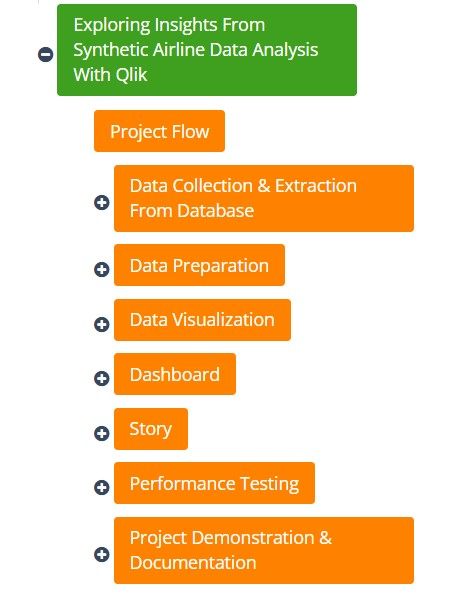 Exploring Insights From
Synthetic Airline Data Analysis
With Qlik
Project Flow
Data Collection & Extraction
From Database
Data Preparation
Data Visualization
Dashboard
Story
Performance Testing
Project Demonstration &
Documentation